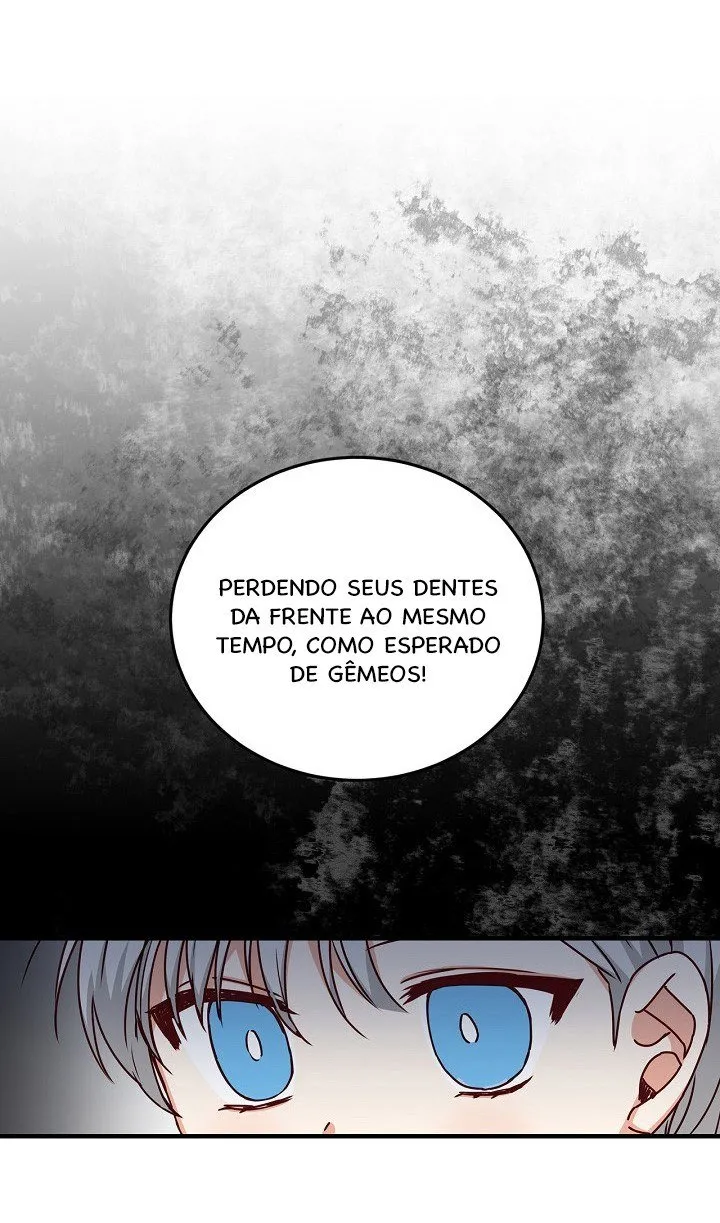 PERDENDO SEUS DENTES
DA FRENTE AO MESMO
TEMPO, COMO ESPERADO
DE GÊMEOS!